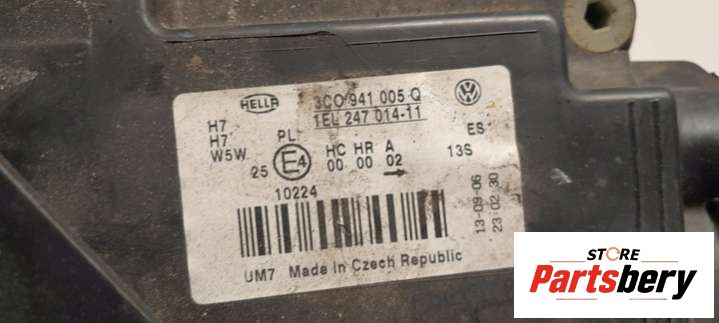 HELLA
3C0 941 005 Q
1EL 247 014-11
H7
H7
W5W
PL
ES
25 E4
HC HR A
00 00 02
13S
10224
13-09-06
23 02 30
UM7 Made in Czech Republic
STORE
Partsbery